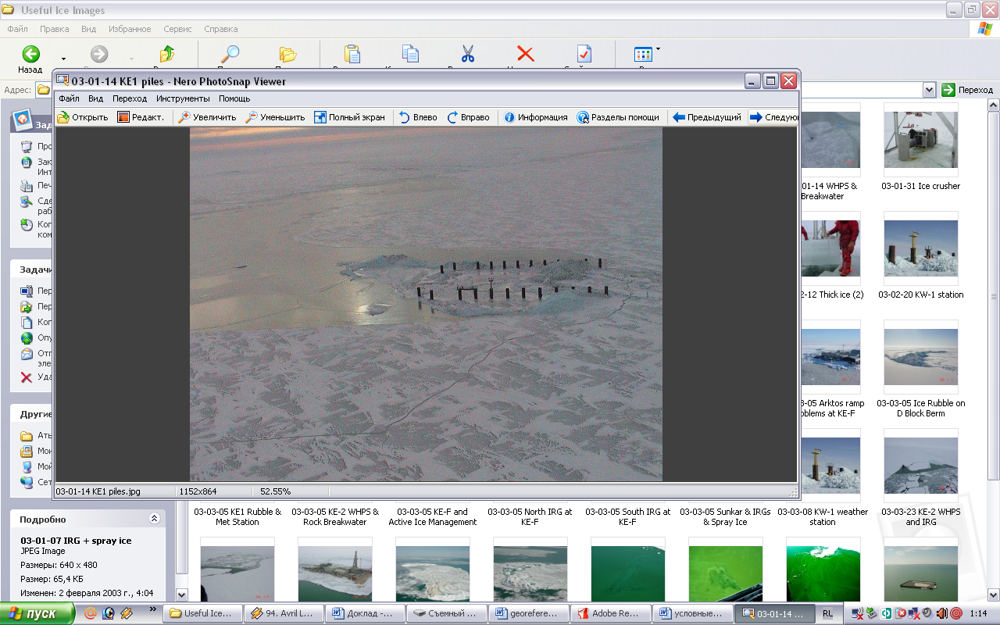 Useful Ice Images
Файл Правка Вид Избранное Сервис Справка
Назад
Адрес:
Переход
03-01-14 KE1 piles - Nero PhotoSnap Viewer
Файл Вид Переход Инструменты Помощь
Открыть Редакт. Увеличить Уменьшить Полный экран Влево Вправо Информация Разделы помощи Предыдущий Следую
03-01-14 KE1 piles.jpg 1152x864 52.55%
Зад
Про
Зак
Инт
Печ
Сде
раб
Коп
ком
Задачи
Пер
Пер
Коп
Опу
Отп
эле
Уда
Другие
Аты
Мои
Мой
Сет
Подробно
03-01-07 IRG + spray ice
JPEG Image
Размеры: 640 x 480
Размер: 65,4 КБ
Изменен: 2 февраля 2003 г., 4:04
01-14 WHPS &
Breakwater
03-01-31 Ice crusher
2-12 Thick ice (2)
03-02-20 KW-1 station
3-05 Arktos ramp
oblems at KE-F
03-03-05 Ice Rubble on
D Block Berm
03-03-05 KE1 Rubble &
Met Station
03-03-05 KE-2 WHPS &
Rock Breakwater
03-03-05 KE-F and
Active Ice Management
03-03-05 North IRG at
KE-F
03-03-05 South IRG at
KE-F
03-03-05 Sunkar & IRGs
& Spray Ice
03-03-08 KW-1 weather
station
03-03-23 KE-2 WHPS
and IRG
пуск
Useful Ice...
94. Avril L...
Доклад -...
Съемный ...
georefere...
Adobe Re...
условные...
03-01-14 ...
RL
1:14